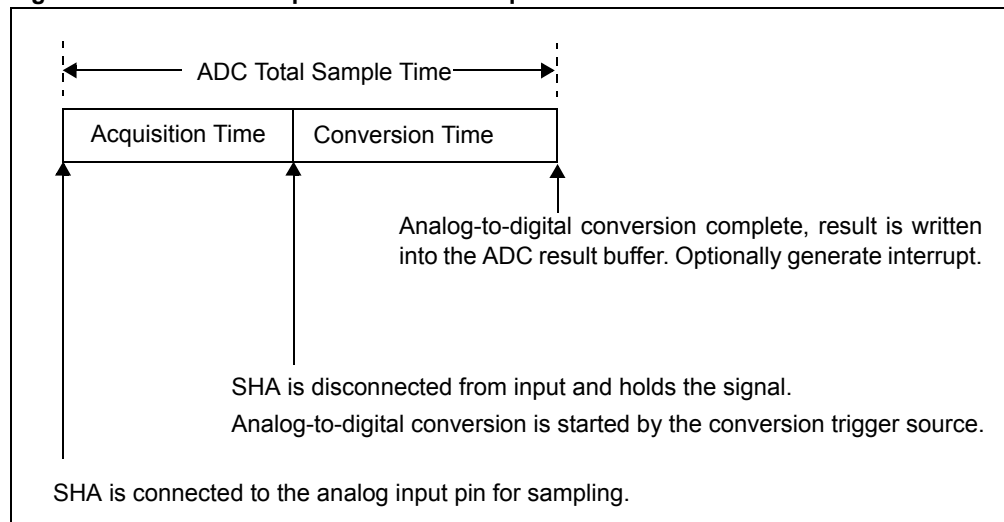 ADC Total Sample Time
Acquisition Time
Conversion Time
Analog-to-digital conversion complete, result is written
into the ADC result buffer. Optionally generate interrupt.
SHA is disconnected from input and holds the signal.
Analog-to-digital conversion is started by the conversion trigger source.
SHA is connected to the analog input pin for sampling.